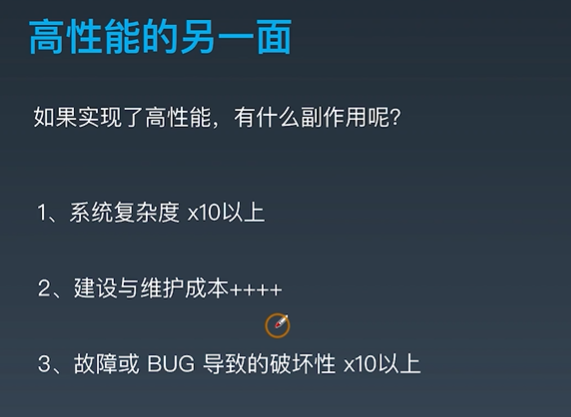 高性能的另一面
如果实现了高性能，有什么副作用呢？
1、系统复杂度 x10以上
2、建设与维护成本++++
3、故障或 BUG 导致的破坏性 x10以上